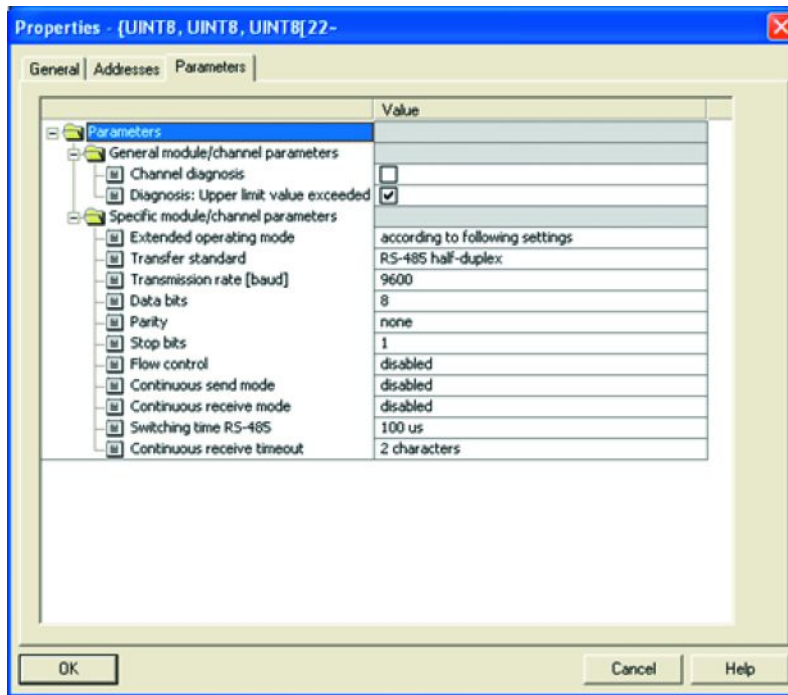 Properties - {UINT8, UINT8, UINT8[22~
General Addresses Parameters
Value
Parameters
General module/channel parameters
Channel diagnosis
Diagnosis: Upper limit value exceeded
Specific module/channel parameters
Extended operating mode according to following settings
Transfer standard RS-485 half-duplex
Transmission rate [baud] 9600
Data bits 8
Parity none
Stop bits 1
Flow control disabled
Continuous send mode disabled
Continuous receive mode disabled
Switching time RS-485 100 us
Continuous receive timeout 2 characters
OK Cancel Help